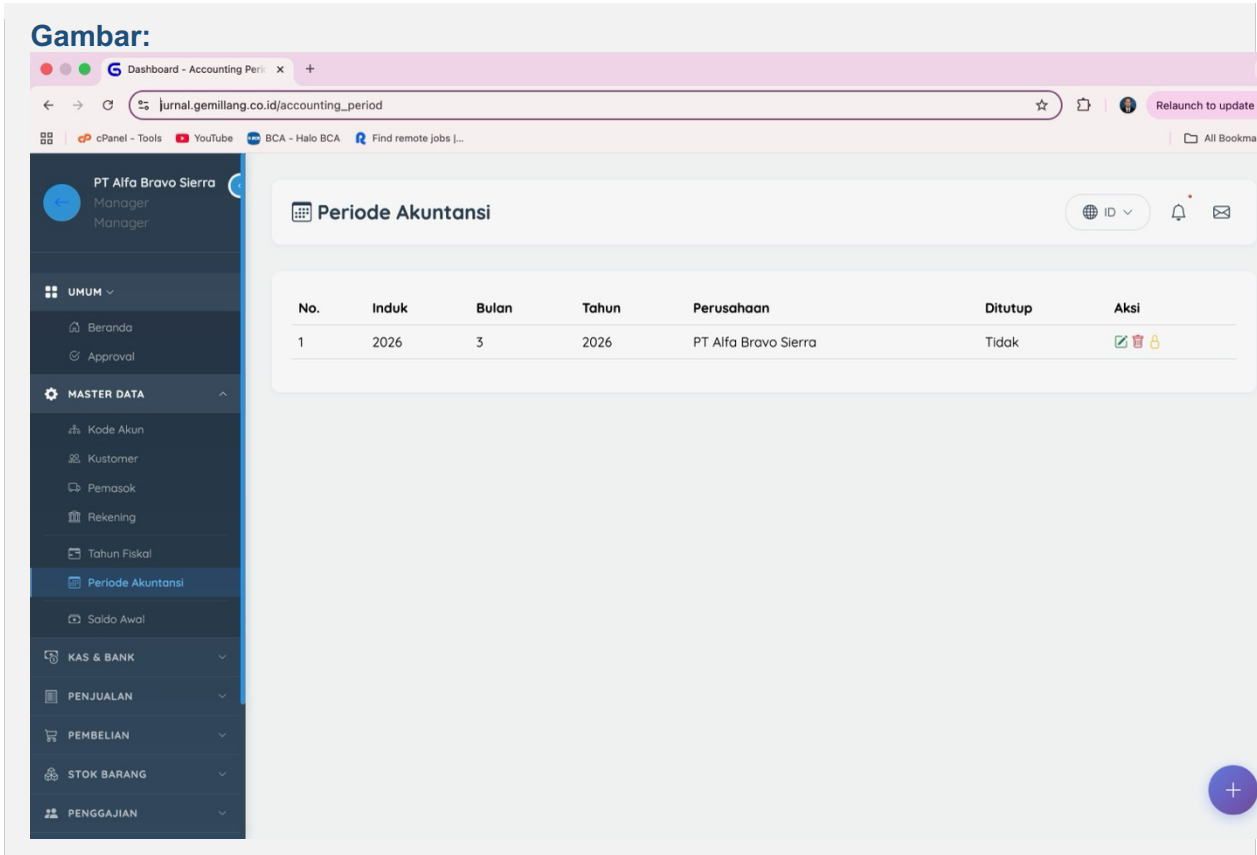 Gambar:
Dashboard - Accounting Peri
jurnal.gemillang.co.id/accounting_period
Relaunch to update
cPanel - Tools
YouTube
BCA - Halo BCA
Find remote jobs |...
All Bookma
PT Alfa Bravo Sierra
Manager
Manager
UMUM
Beranda
Approval
MASTER DATA
Kode Akun
Kustomer
Pemasok
Rekening
Tahun Fiskal
Periode Akuntansi
Saldo Awal
KAS & BANK
PENJUALAN
PEMBELIAN
STOK BARANG
PENGGAJIAN
Periode Akuntansi
ID
No. Induk Bulan Tahun Perusahaan Ditutup Aksi
1 2026 3 2026 PT Alfa Bravo Sierra Tidak